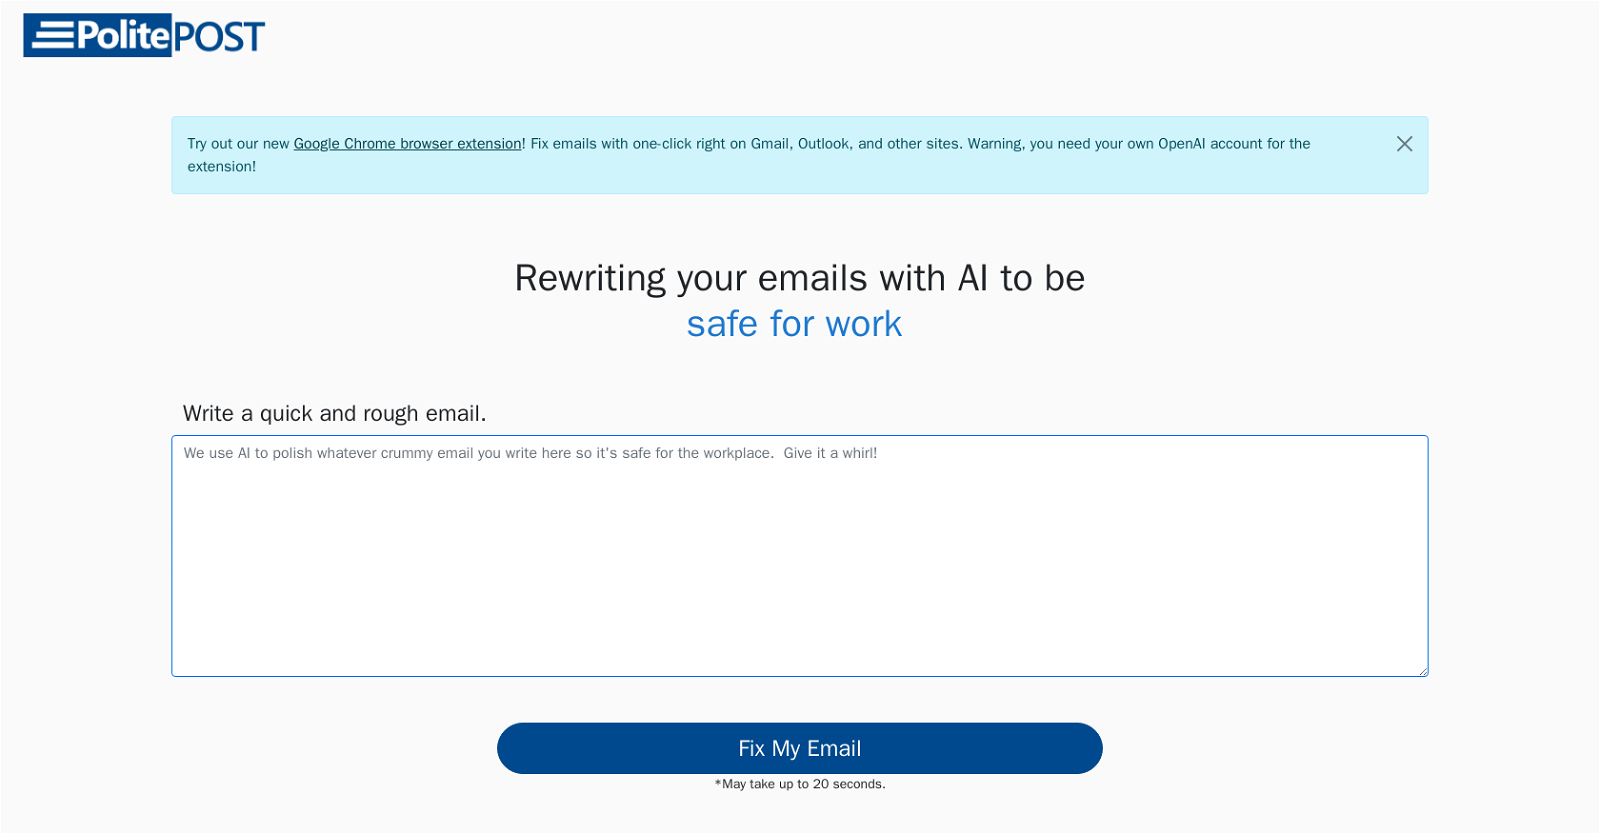 PolitePOST
Try out our new Google Chrome browser extension! Fix emails with one-click right on Gmail, Outlook, and other sites. Warning, you need your own OpenAI account for the
extension!
Rewriting your emails with AI to be
safe for work
Write a quick and rough email.
We use AI to polish whatever crummy email you write here so it's safe for the workplace.  Give it a whirl!
Fix My Email
*May take up to 20 seconds.